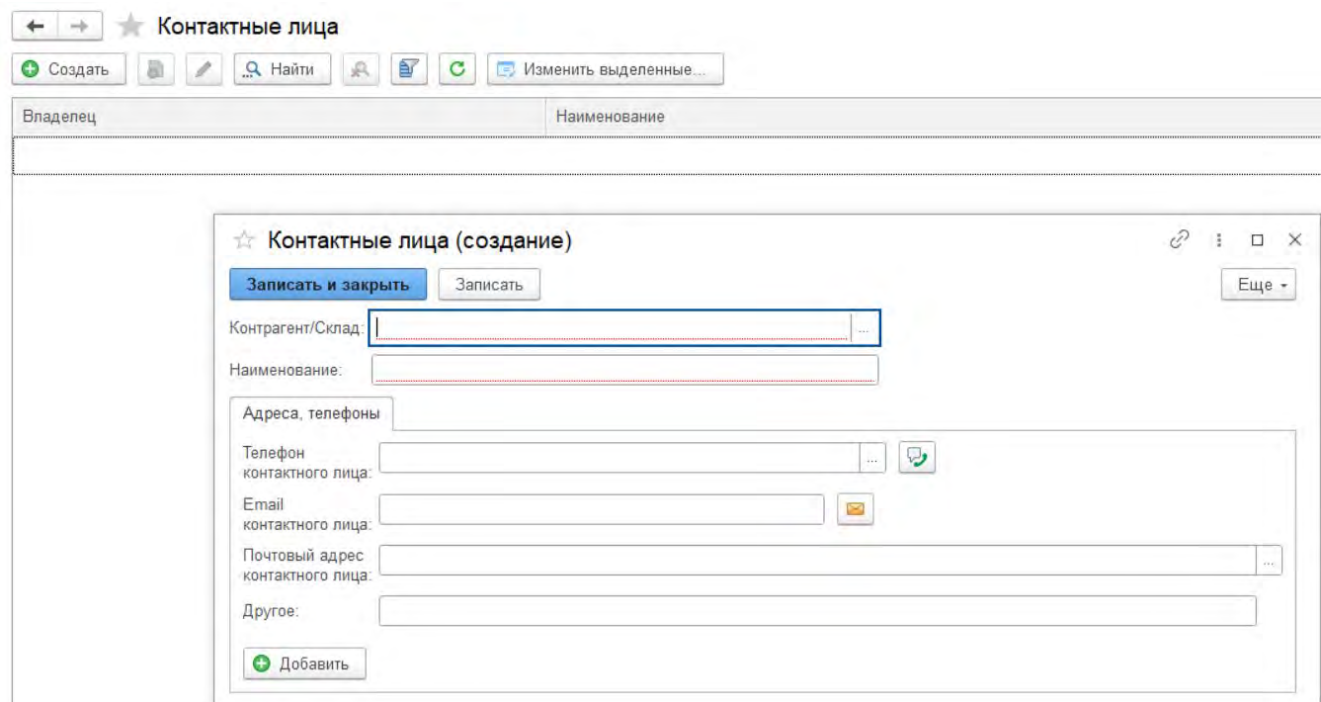 Контактные лица
Создать Найти Изменить выделенные...
Владелец Наименование
Контактные лица (создание)
Записать и закрыть Записать Еще
Контрагент/Склад: ...
Наименование:
Адреса, телефоны
Телефон
контактного лица: ...
Email
контактного лица:
Почтовый адрес
контактного лица: ...
Другое:
Добавить